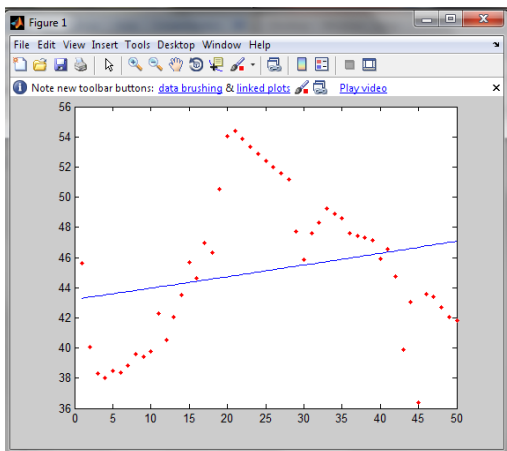 Figure 1
File Edit View Insert Tools Desktop Window Help
Note new toolbar buttons: data brushing & linked plots Play video
56
54
52
50
48
46
44
42
40
38
36
0 5 10 15 20 25 30 35 40 45 50